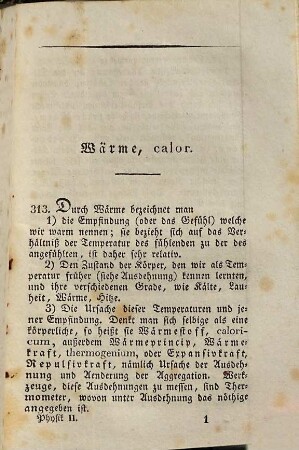 Wärme, calor.
313. Durch Wärme bezeichnet man
1) die Empfindung (oder das Gefühl) welche
wir warm nennen; sie bezieht sich auf das Ver-
hältniß der Temperatur des fühlenden zu der des
angefühlten, ist daher sehr relativ.
2) Den Zustand der Körper, den wir als Tem-
peratur früher (siehe Ausdehnung) kennen lernten,
und ihre verschiedenen Grade, wie Kälte, Lau-
heit, Wärme, Hitze.
3) Die Ursache dieser Temperaturen und je-
ner Empfindung. Denkt man sich selbige als eine
körperliche, so heißt sie Wärmestoff, calori-
cum, außerdem Wärmeprincip, Wärme-
kraft, thermogenium, oder Expansivkraft,
Repulsivkraft, nämlich Ursache der Ausdeh-
nung und Aenderung der Aggregation. Werk-
zeuge, diese Ausdehnungen zu messen, sind Ther-
mometer, wovon unter Ausdehnung das nöthige
angegeben ist.
Physik II. 1